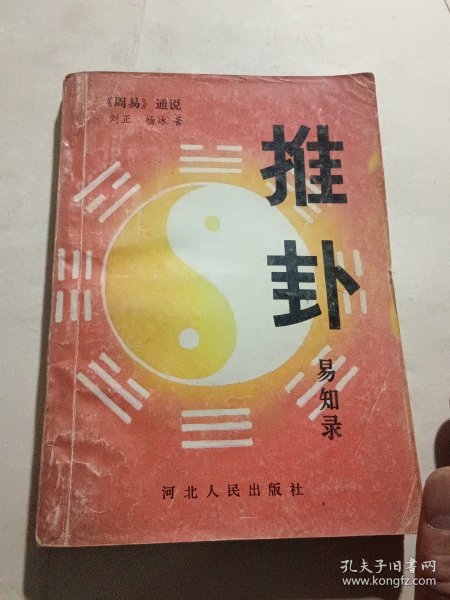 《周易》通说
刘正 杨冰 著
推卦
易知录
河北人民出版社
孔夫子旧书网
www.kongfz.com